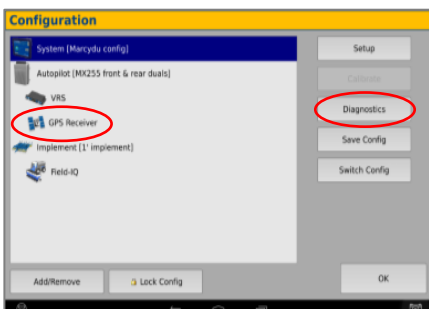 Configuration
System [Marcydu config]
Setup
Autopilot [MX255 front & rear duals]
Calibrate
VRS
Diagnostics
GPS Receiver
Implement [1' implement]
Save Config
Field-IQ
Switch Config
Add/Remove
Lock Config
OK